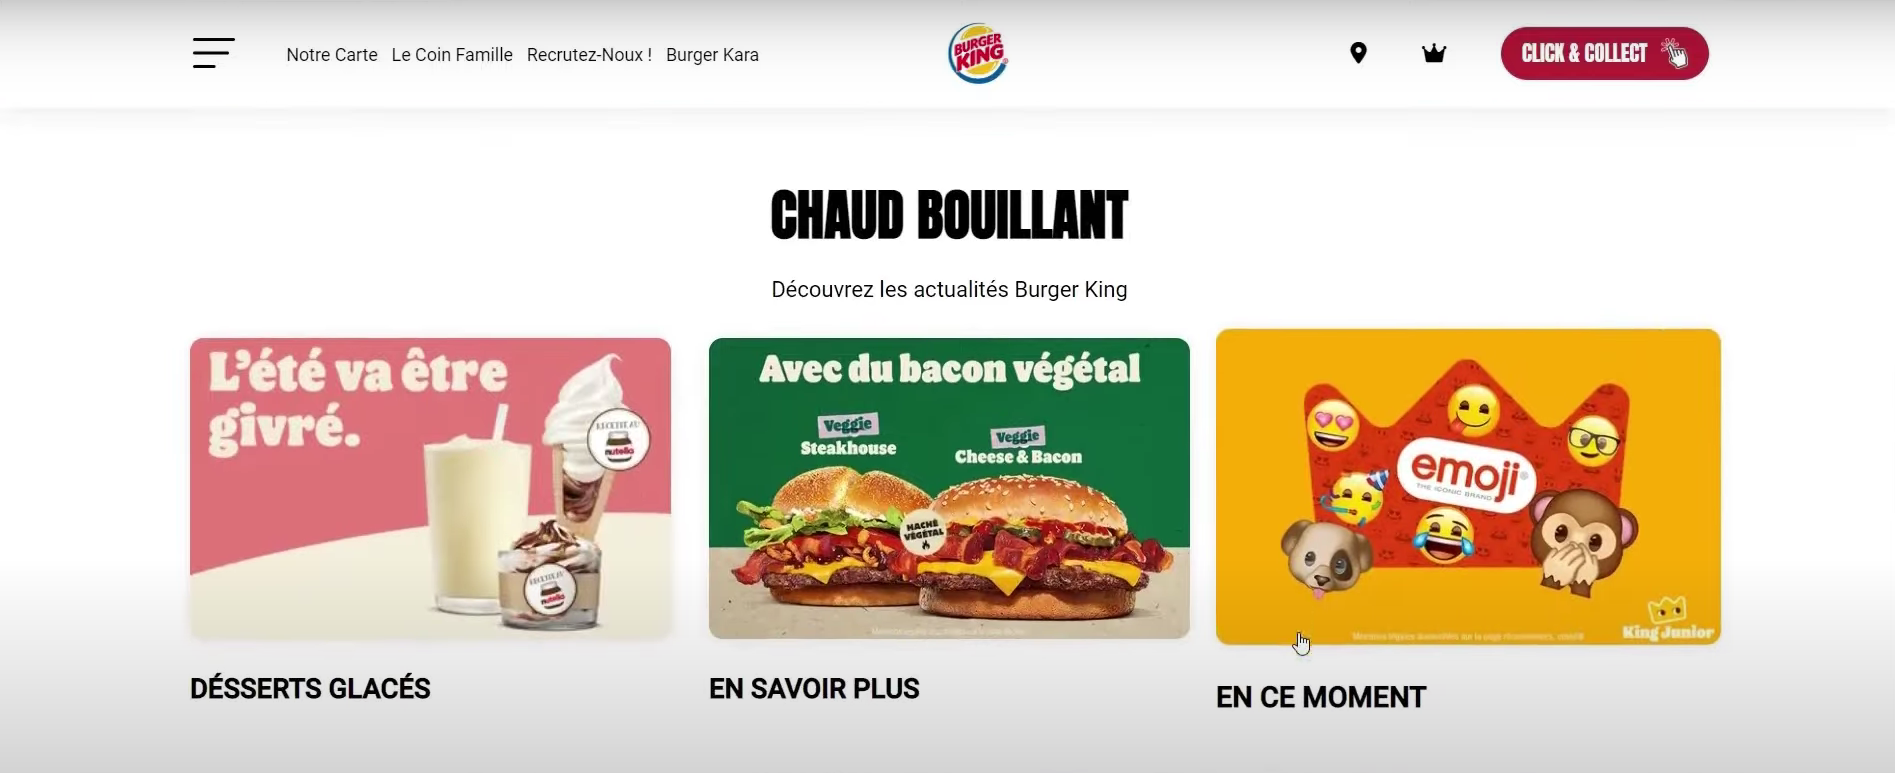 Notre Carte Le Coin Famille Recrutez-Noux ! Burger Kara
BURGER
KING
CLICK & COLLECT
CHAUD BOUILLANT
Découvrez les actualités Burger King
L'été va être
givré.
RECETTE AU
nutella
RECETTE AU
nutella
DÉSSERTS GLACÉS
Avec du bacon végétal
Veggie
Steakhouse
Veggie
Cheese & Bacon
HACHÉ
VÉGÉTAL
EN SAVOIR PLUS
emoji
THE ICONIC BRAND
King Junior
EN CE MOMENT